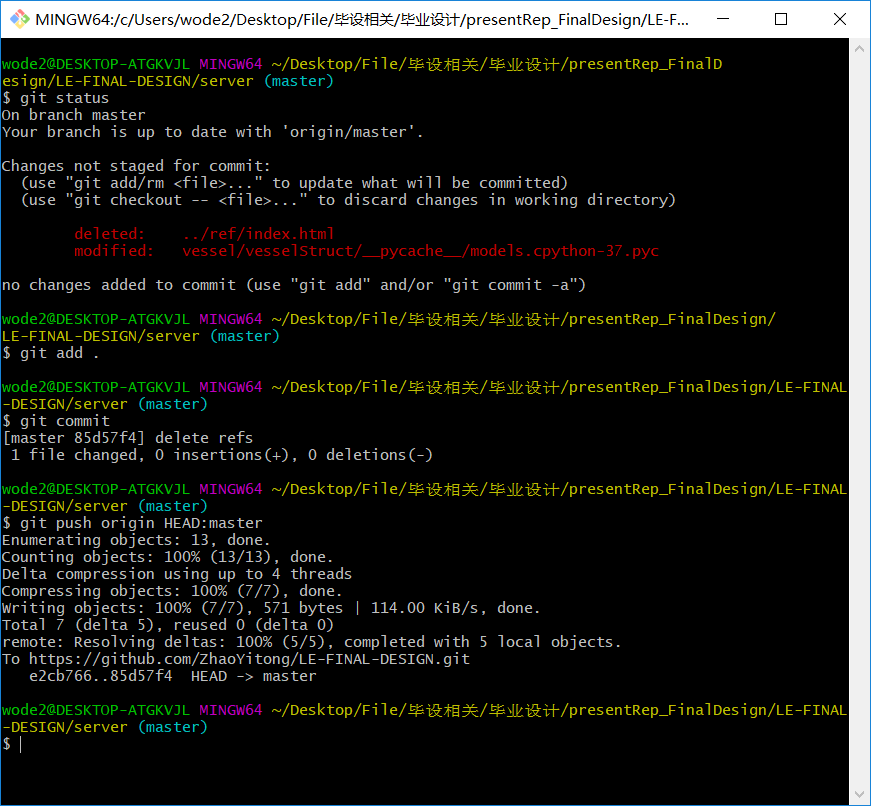 MINGW64:/c/Users/wode2/Desktop/File/毕设相关/毕业设计/presentRep_FinalDesign/LE-F...
wode2@DESKTOP-ATGKVJL MINGW64 ~/Desktop/File/毕设相关/毕业设计/presentRep_FinalD
esign/LE-FINAL-DESIGN/server (master)
$ git status
On branch master
Your branch is up to date with 'origin/master'.
Changes not staged for commit:
  (use "git add/rm <file>..." to update what will be committed)
  (use "git checkout -- <file>..." to discard changes in working directory)
        deleted:    ../ref/index.html
        modified:   vessel/vesselStruct/__pycache__/models.cpython-37.pyc
no changes added to commit (use "git add" and/or "git commit -a")
wode2@DESKTOP-ATGKVJL MINGW64 ~/Desktop/File/毕设相关/毕业设计/presentRep_FinalDesign/
LE-FINAL-DESIGN/server (master)
$ git add .
wode2@DESKTOP-ATGKVJL MINGW64 ~/Desktop/File/毕设相关/毕业设计/presentRep_FinalDesign/LE-FINAL
-DESIGN/server (master)
$ git commit
[master 85d57f4] delete refs
 1 file changed, 0 insertions(+), 0 deletions(-)
wode2@DESKTOP-ATGKVJL MINGW64 ~/Desktop/File/毕设相关/毕业设计/presentRep_FinalDesign/LE-FINAL
-DESIGN/server (master)
$ git push origin HEAD:master
Enumerating objects: 13, done.
Counting objects: 100% (13/13), done.
Delta compression using up to 4 threads
Compressing objects: 100% (7/7), done.
Writing objects: 100% (7/7), 571 bytes | 114.00 KiB/s, done.
Total 7 (delta 5), reused 0 (delta 0)
remote: Resolving deltas: 100% (5/5), completed with 5 local objects.
To https://github.com/ZhaoYitong/LE-FINAL-DESIGN.git
   e2cb766..85d57f4  HEAD -> master
wode2@DESKTOP-ATGKVJL MINGW64 ~/Desktop/File/毕设相关/毕业设计/presentRep_FinalDesign/LE-FINAL
-DESIGN/server (master)
$